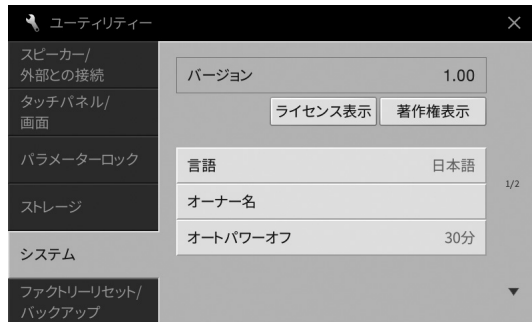 ユーティリティー
スピーカー/
外部との接続
タッチパネル/
画面
パラメーターロック
ストレージ
システム
ファクトリーリセット/
バックアップ
バージョン 1.00
ライセンス表示 著作権表示
言語 日本語
オーナー名
オートパワーオフ 30分
1/2